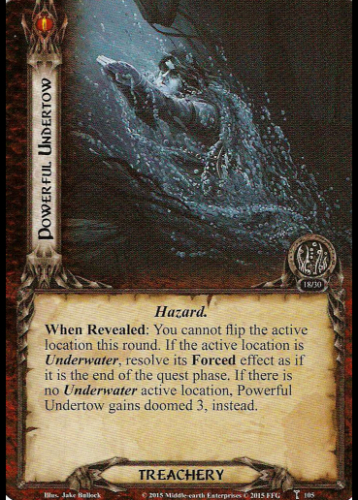 POWERFUL UNDERTOW
18/30
Hazard.
When Revealed: You cannot flip the active
location this round. If the active location is
Underwater, resolve its Forced effect as if
it is the end of the quest phase. If there is
no Underwater active location, Powerful
Undertow gains doomed 3, instead.
TREACHERY
Illus. Jake Bullock
© 2015 Middle-earth Enterprises © 2015 FFG
105